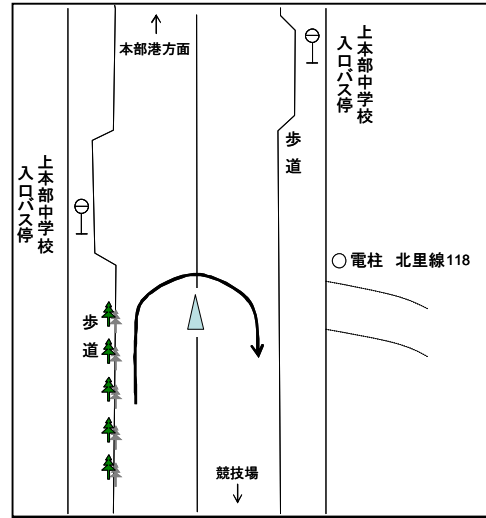 本部港方面
上本部中学校
入口バス停
歩道
上本部中学校
入口バス停
電柱 北里線118
歩道
競技場